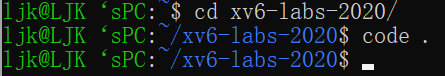 ljk@LJK ‘sPC:~$ cd xv6-labs-2020/
ljk@LJK ‘sPC:~/xv6-labs-2020$ code .
ljk@LJK ‘sPC:~/xv6-labs-2020$